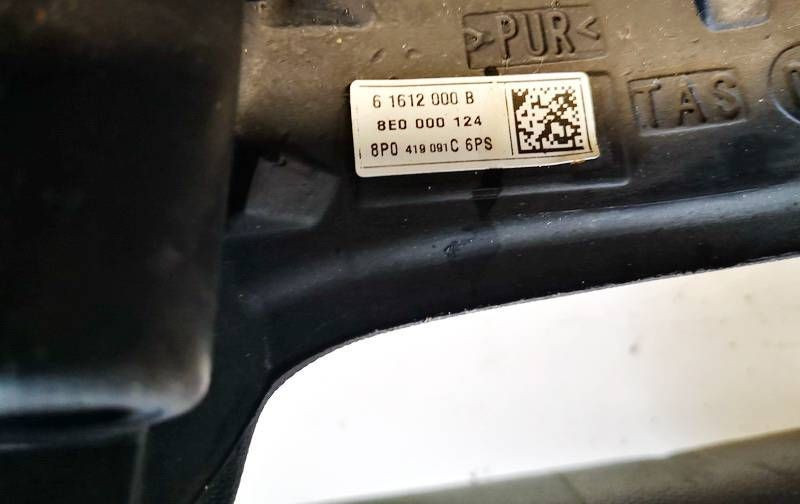 >PUR<
6 1612 000 B
8E0 000 124
8P0 419 091C 6PS
TAS